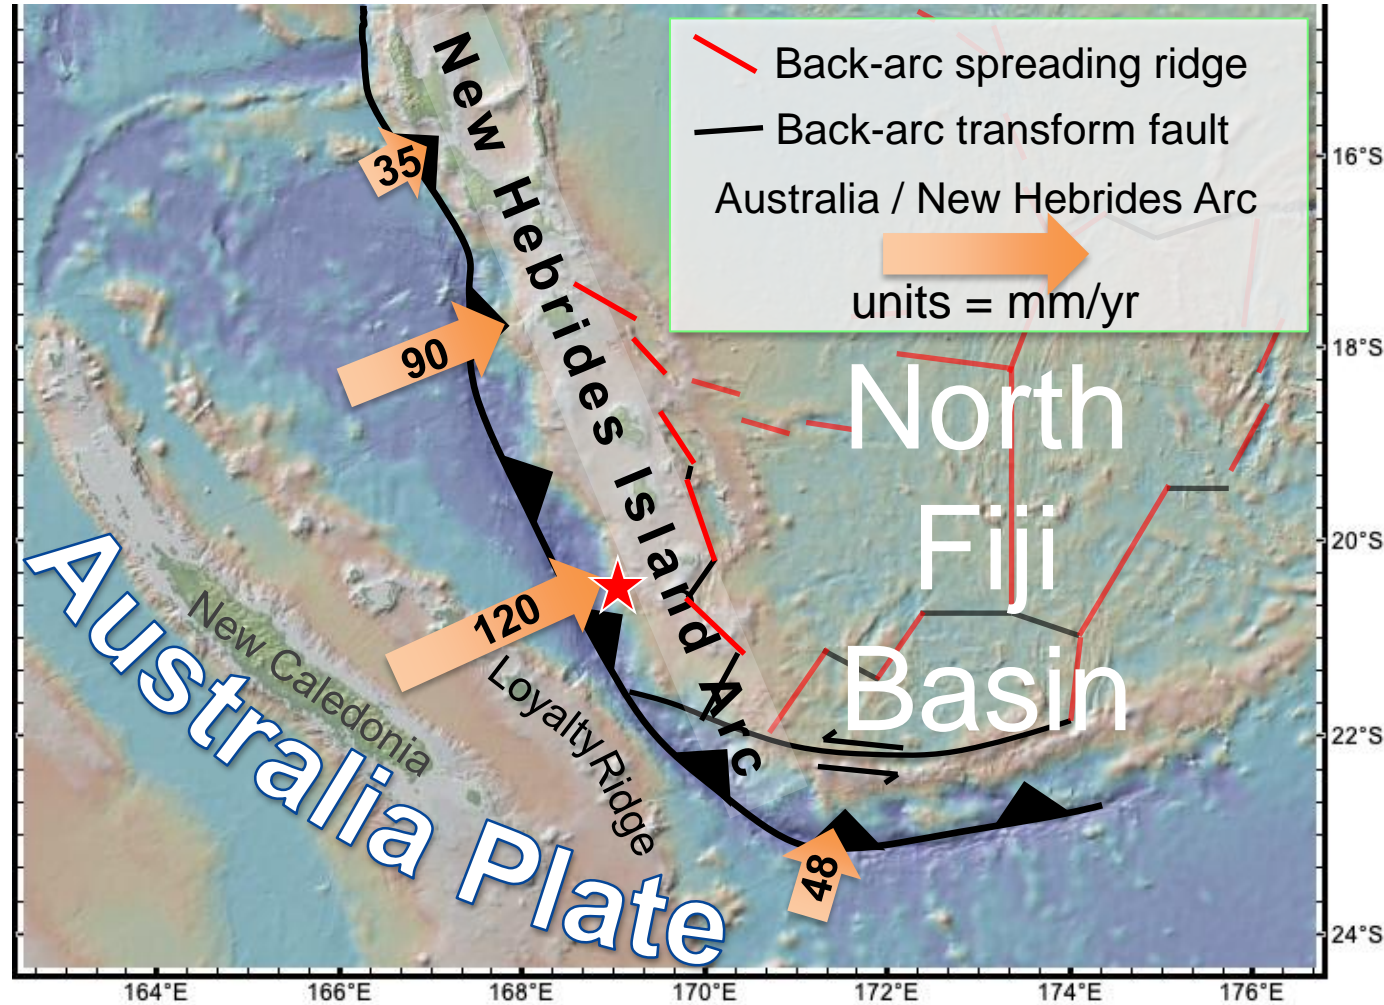 Back-arc spreading ridge
Back-arc transform fault
Australia / New Hebrides Arc
units = mm/yr
New Hebrides Island Arc
35
90
120
48
North
Fiji
Basin
New Caledonia
Loyalty Ridge
Australia Plate
16°S
18°S
20°S
22°S
24°S
164°E
166°E
168°E
170°E
172°E
174°E
176°E